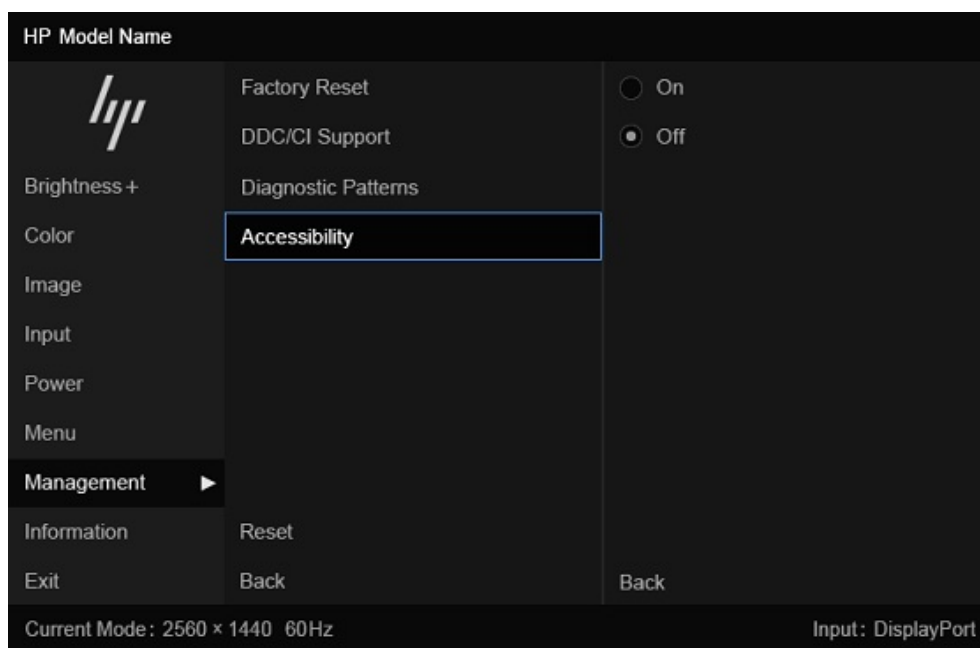 HP Model Name
hp
Factory Reset
On
DDC/CI Support
Off
Brightness +
Diagnostic Patterns
Color
Accessibility
Image
Input
Power
Menu
Management
Information
Reset
Exit
Back
Back
Current Mode: 2560 × 1440 60Hz
Input: DisplayPort